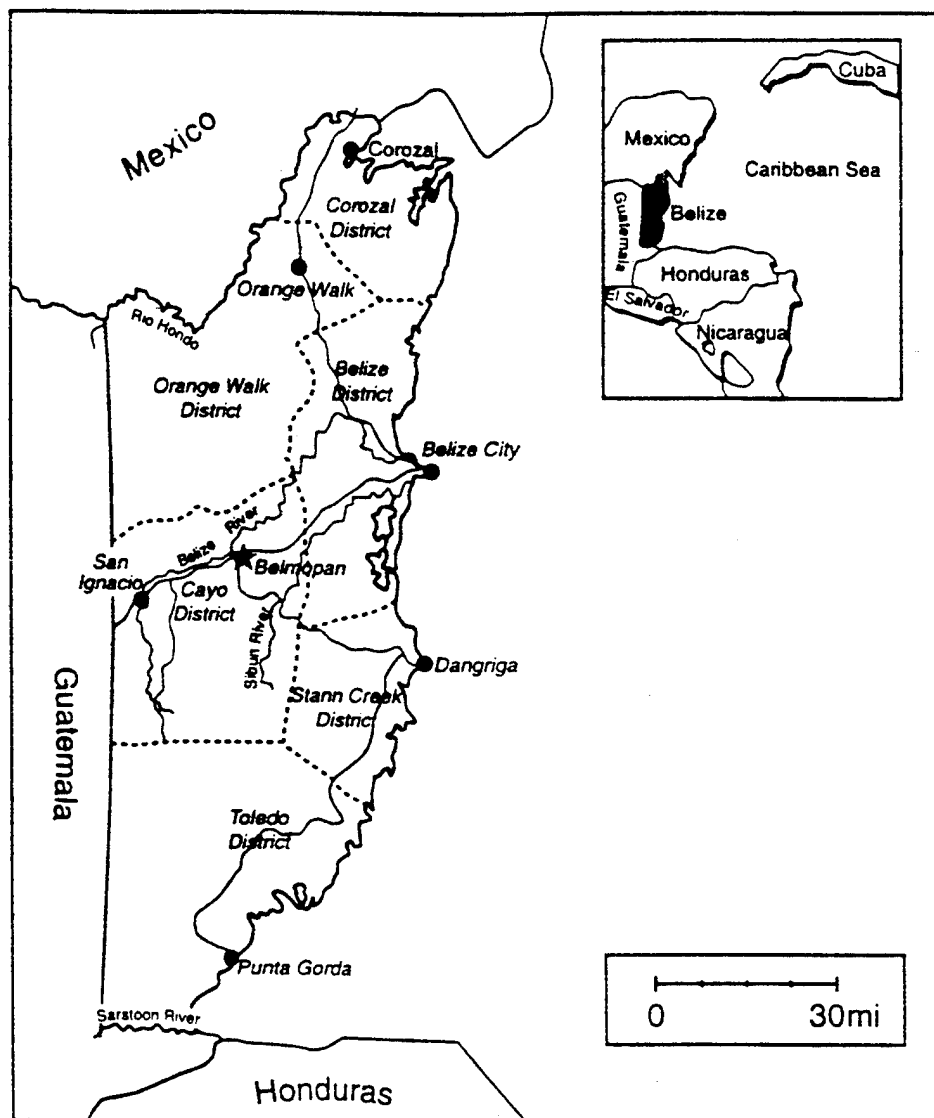 Mexico
Corozal
Corozal
District
Orange Walk
Rio Hondo
Orange Walk
District
Belize
District
Belize City
Belize River
San
Ignacio
Belmopan
Cayo
District
Sibun River
Dangriga
Stann Creek
District
Guatemala
Toledo
District
Punta Gorda
Sarstoon River
Honduras
Cuba
Mexico
Caribbean Sea
Guatemala
Belize
Honduras
El Salvador
Nicaragua
0 30mi